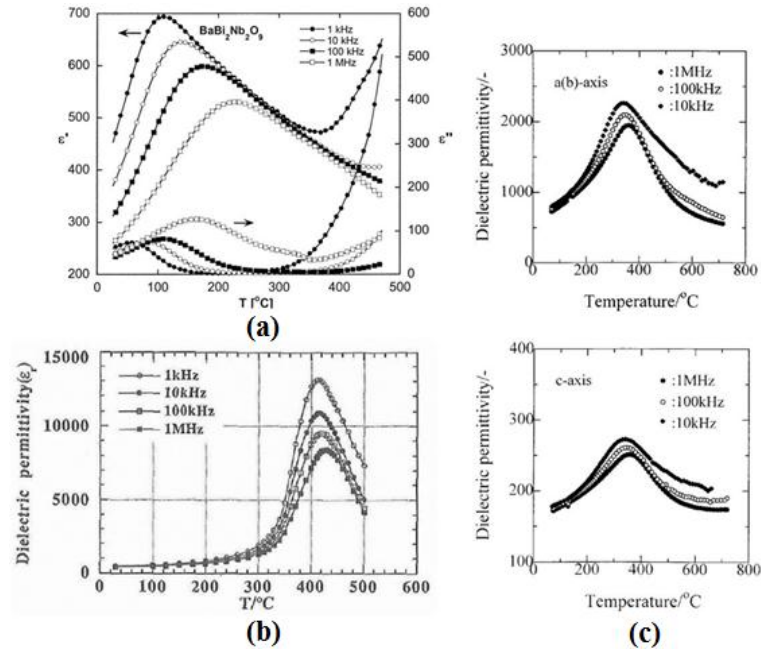 BaBi2Nb2O9
1 kHz
10 kHz
100 kHz
1 MHz
700
600
500
400
300
200
600
500
400
300
200
100
0
ε'
ε"
0 100 200 300 400 500
T [°C]
(a)
Dielectric permittivity(εr)
15000
10000
5000
0
1kHz
10kHz
100kHz
1MHz
0 100 200 300 400 500 600
T/°C
(b)
Dielectric permittivity/-
3000
2000
1000
0
a(b)-axis
:1MHz
:100kHz
:10kHz
0 200 400 600 800
Temperature/°C
Dielectric permittivity/-
400
300
200
100
c-axis
:1MHz
:100kHz
:10kHz
0 200 400 600 800
Temperature/°C
(c)